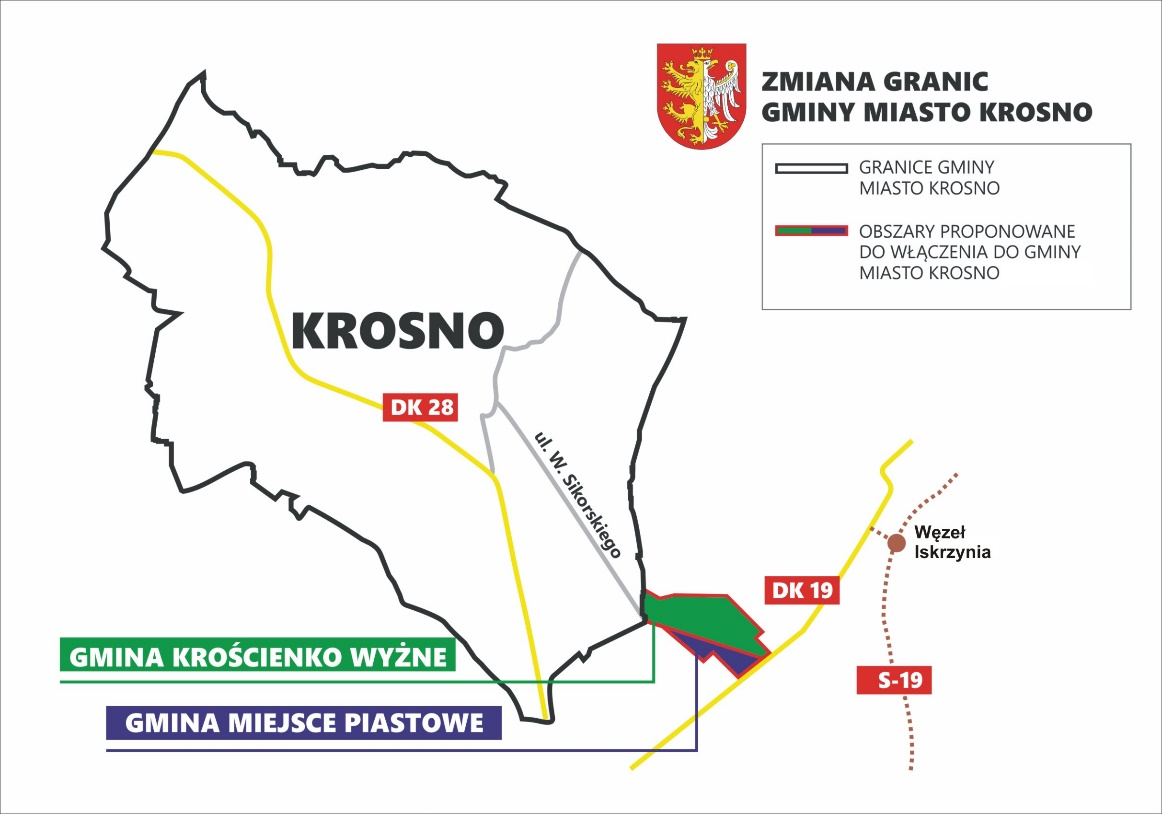 ZMIANA GRANIC
GMINY MIASTO KROSNO
GRANICE GMINY
MIASTO KROSNO
OBSZARY PROPONOWANE
DO WŁĄCZENIA DO GMINY
MIASTO KROSNO
KROSNO
DK 28
ul. W. Sikorskiego
Węzeł
Iskrzynia
DK 19
GMINA KROŚCIENKO WYŻNE
S-19
GMINA MIEJSCE PIASTOWE